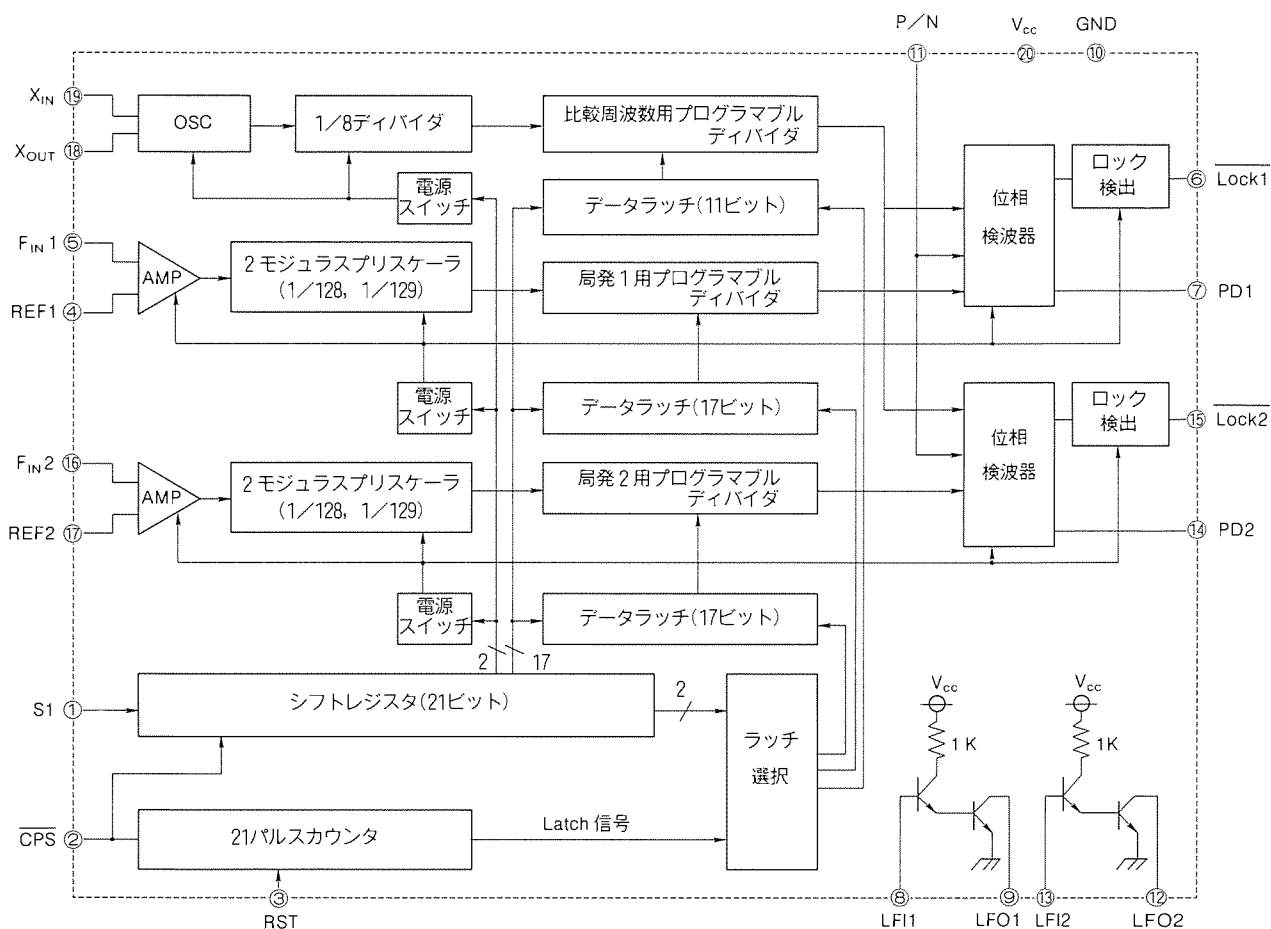 P/N
Vcc
GND
⑪
⑳
⑩
XIN ⑲
XOUT ⑱
OSC
1/8ディバイダ
比較周波数用プログラマブル
ディバイダ
電源
スイッチ
データラッチ(11ビット)
位相
検波器
ロック
検出
⑥ Lock1
FIN1 ⑤
REF1 ④
AMP
2モジュラスプリスケーラ
(1/128, 1/129)
局発1用プログラマブル
ディバイダ
⑦ PD1
電源
スイッチ
データラッチ(17ビット)
位相
検波器
ロック
検出
⑮ Lock2
FIN2 ⑯
REF2 ⑰
AMP
2モジュラスプリスケーラ
(1/128, 1/129)
局発2用プログラマブル
ディバイダ
⑭ PD2
電源
スイッチ
データラッチ(17ビット)
2
17
S1 ①
シフトレジスタ(21ビット)
2
ラッチ
選択
CPS ②
21パルスカウンタ
Latch 信号
③
RST
Vcc
1K
Vcc
1K
⑧
⑨
⑬
⑫
LFI1
LFO1
LFI2
LFO2